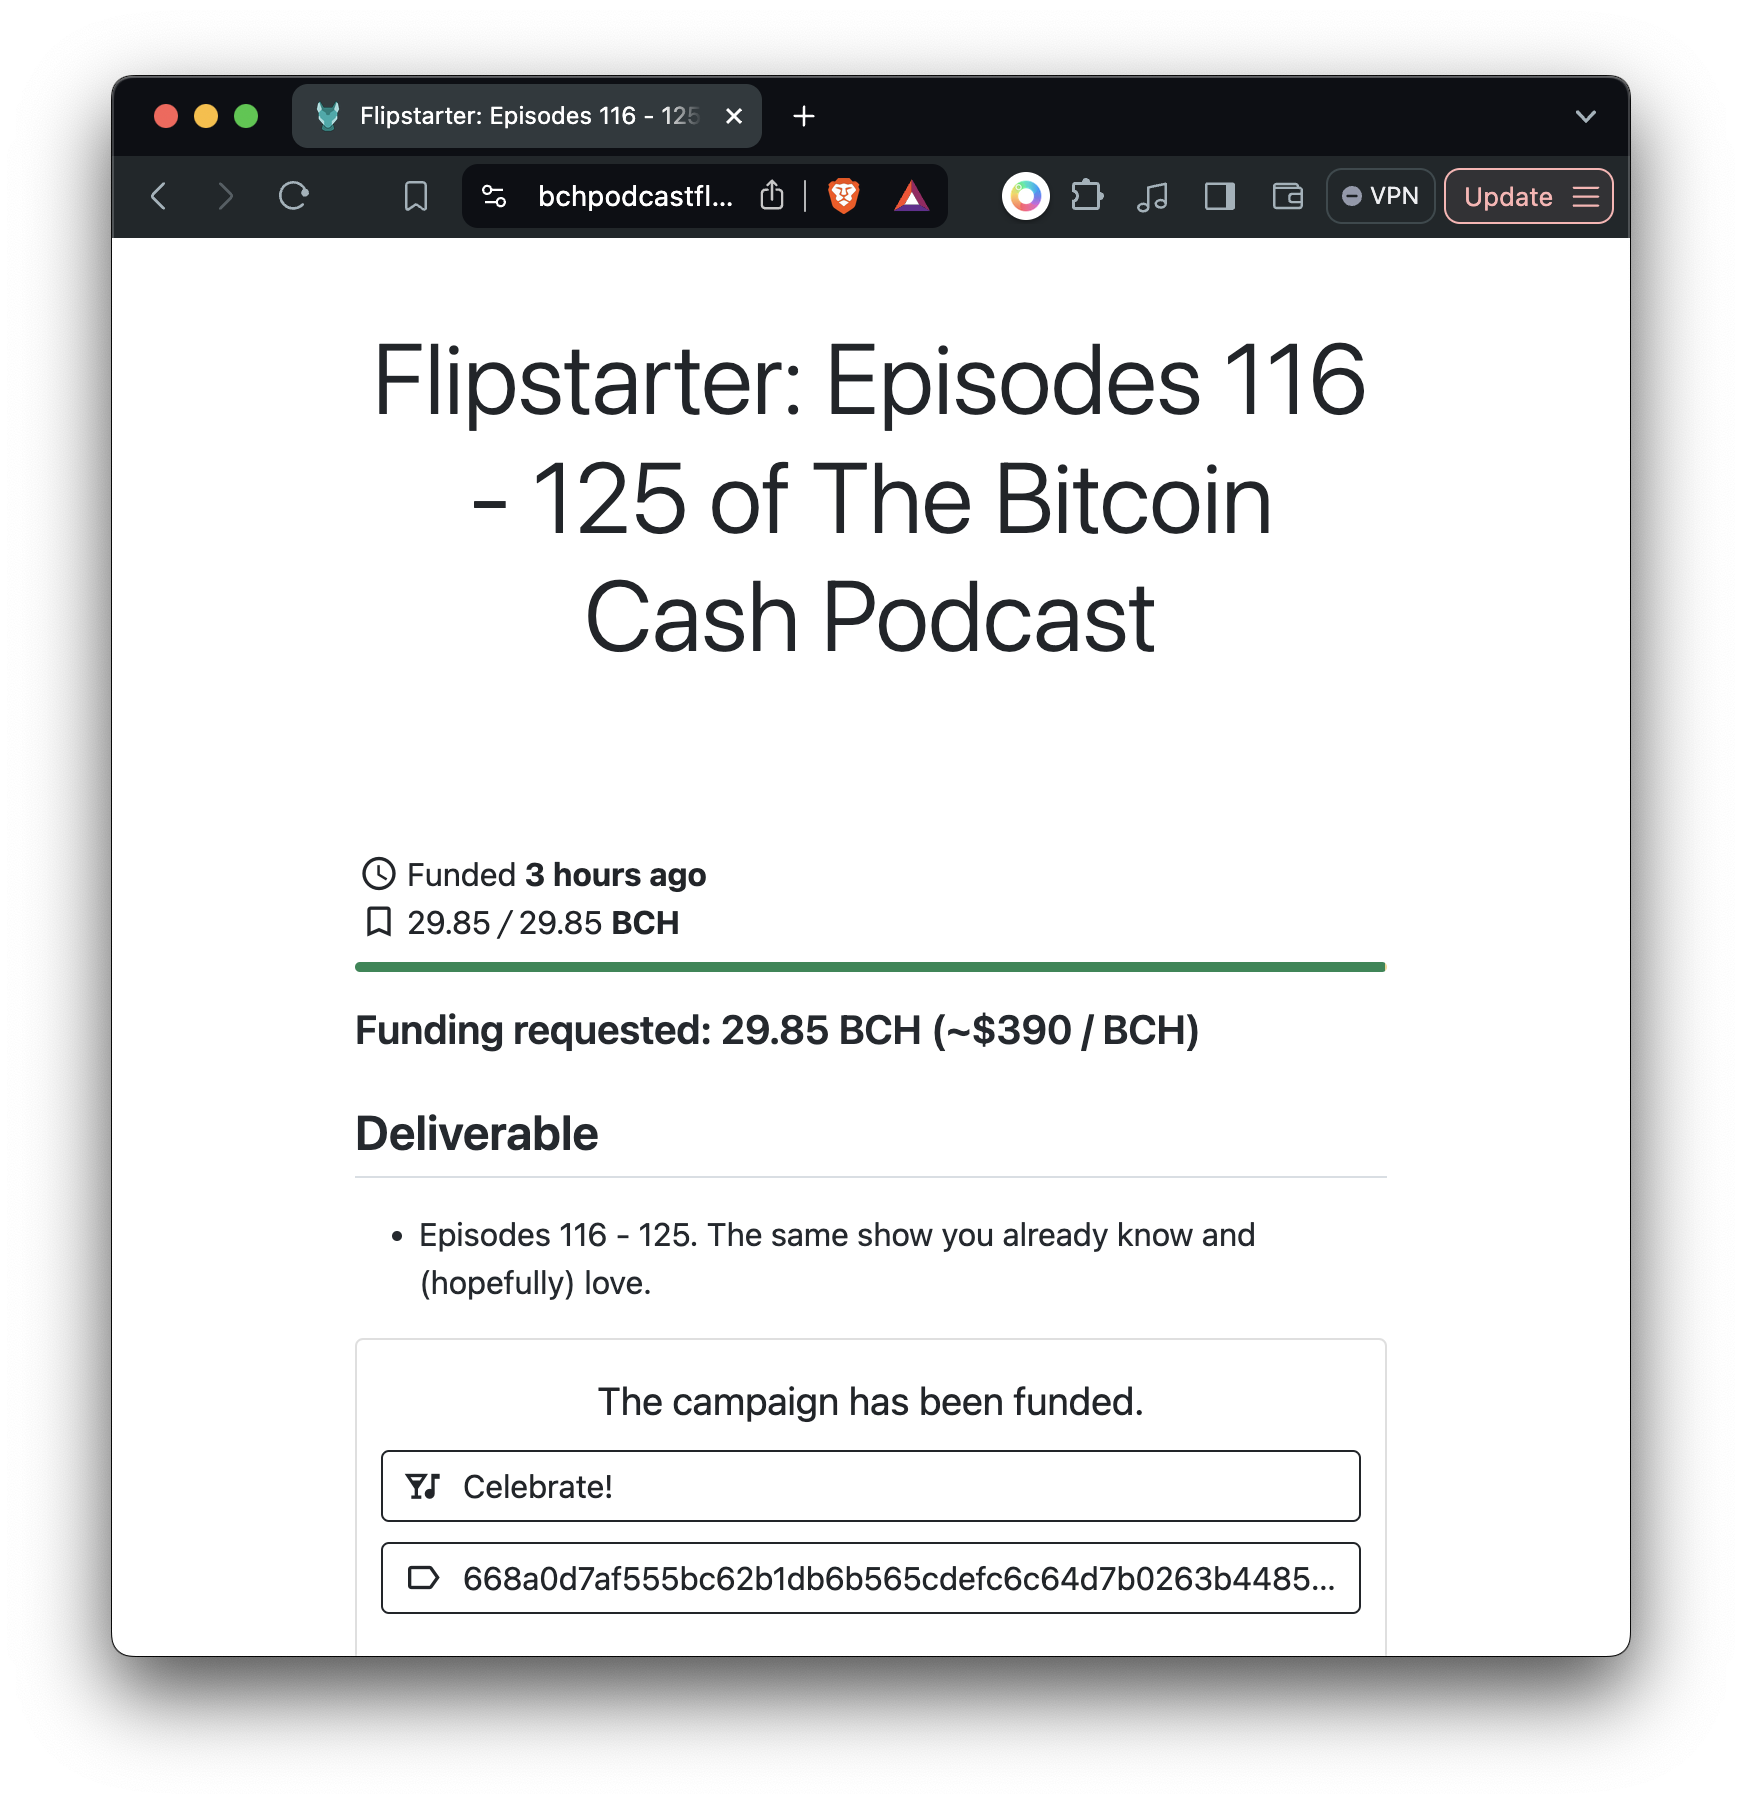 Flipstarter: Episodes 116 - 125
bchpodcastfl...
VPN
Update
Flipstarter: Episodes 116
- 125 of The Bitcoin
Cash Podcast
Funded 3 hours ago
29.85 / 29.85 BCH
Funding requested: 29.85 BCH (~$390 / BCH)
Deliverable
• Episodes 116 - 125. The same show you already know and
(hopefully) love.
The campaign has been funded.
Celebrate!
668a0d7af555bc62b1db6b565cdefc6c64d7b0263b4485...